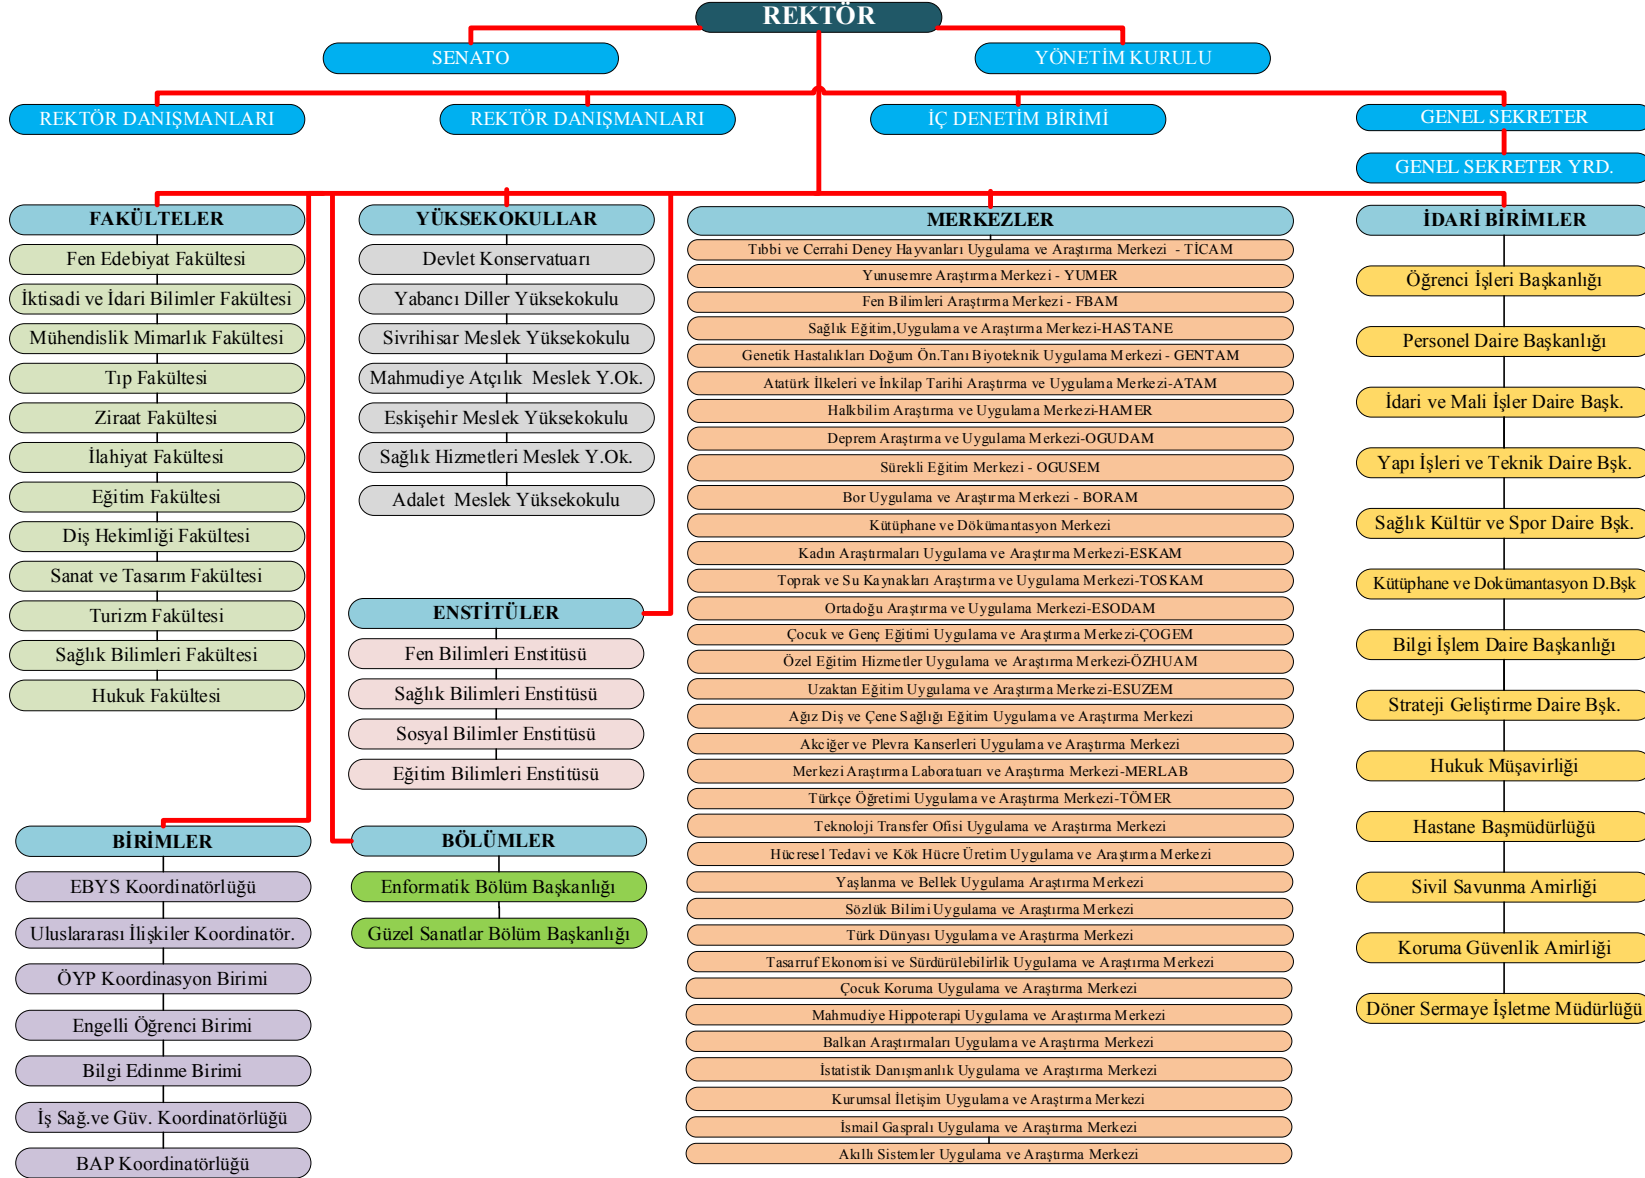 REKTÖR
SENATO
YÖNETİM KURULU
REKTÖR DANIŞMANLARI
REKTÖR DANIŞMANLARI
İÇ DENETİM BİRİMİ
GENEL SEKRETER
GENEL SEKRETER YRD.
FAKÜLTELER
Fen Edebiyat Fakültesi
İktisadi ve İdari Bilimler Fakültesi
Mühendislik Mimarlık Fakültesi
Tıp Fakültesi
Ziraat Fakültesi
İlahiyat Fakültesi
Eğitim Fakültesi
Diş Hekimliği Fakültesi
Sanat ve Tasarım Fakültesi
Turizm Fakültesi
Sağlık Bilimleri Fakültesi
Hukuk Fakültesi
YÜKSEKOKULLAR
Devlet Konservatuarı
Yabancı Diller Yüksekokulu
Sivrihisar Meslek Yüksekokulu
Mahmudiye Atçılık Meslek Y.Ok.
Eskişehir Meslek Yüksekokulu
Sağlık Hizmetleri Meslek Y.Ok.
Adalet Meslek Yüksekokulu
ENSTİTÜLER
Fen Bilimleri Enstitüsü
Sağlık Bilimleri Enstitüsü
Sosyal Bilimler Enstitüsü
Eğitim Bilimleri Enstitüsü
BİRİMLER
EBYS Koordinatörlüğü
Uluslararası İlişkiler Koordinatör.
ÖYP Koordinasyon Birimi
Engelli Öğrenci Birimi
Bilgi Edinme Birimi
İş Sağ.ve Güv. Koordinatörlüğü
BAP Koordinatörlüğü
BÖLÜMLER
Enformatik Bölüm Başkanlığı
Güzel Sanatlar Bölüm Başkanlığı
MERKEZLER
Tıbbi ve Cerrahi Deney Hayvanları Uygulama ve Araştırma Merkezi - TİCAM
Yunusemre Araştırma Merkezi - YUMER
Fen Bilimleri Araştırma Merkezi - FBAM
Sağlık Eğitim,Uygulama ve Araştırma Merkezi-HASTANE
Genetik Hastalıkları Doğum Ön.Tanı Biyoteknik Uygulama Merkezi - GENTAM
Atatürk İlkeleri ve İnkilap Tarihi Araştırma ve Uygulama Merkezi-ATAM
Halkbilim Araştırma ve Uygulama Merkezi-HAMER
Deprem Araştırma ve Uygulama Merkezi-OGUDAM
Sürekli Eğitim Merkezi - OGUSEM
Bor Uygulama ve Araştırma Merkezi - BORAM
Kütüphane ve Dökümantasyon Merkezi
Kadın Araştırmaları Uygulama ve Araştırma Merkezi-ESKAM
Toprak ve Su Kaynakları Araştırma ve Uygulama Merkezi-TOSKAM
Ortadoğu Araştırma ve Uygulama Merkezi-ESODAM
Çocuk ve Genç Eğitimi Uygulama ve Araştırma Merkezi-ÇOGEM
Özel Eğitim Hizmetler Uygulama ve Araştırma Merkezi-ÖZHUAM
Uzaktan Eğitim Uygulama ve Araştırma Merkezi-ESUZEM
Ağız Diş ve Çene Sağlığı Eğitim Uygulama ve Araştırma Merkezi
Akciğer ve Plevra Kanserleri Uygulama ve Araştırma Merkezi
Merkezi Araştırma Laboratuarı ve Araştırma Merkezi-MERLAB
Türkçe Öğretimi Uygulama ve Araştırma Merkezi-TÖMER
Teknoloji Transfer Ofisi Uygulama ve Araştırma Merkezi
Hücresel Tedavi ve Kök Hücre Üretim Uygulama ve Araştırma Merkezi
Yaşlanma ve Bellek Uygulama Araştırma Merkezi
Sözlük Bilimi Uygulama ve Araştırma Merkezi
Türk Dünyası Uygulama ve Araştırma Merkezi
Tasarruf Ekonomisi ve Sürdürülebilirlik Uygulama ve Araştırma Merkezi
Çocuk Koruma Uygulama ve Araştırma Merkezi
Mahmudiye Hippoterapi Uygulama ve Araştırma Merkezi
Balkan Araştırmaları Uygulama ve Araştırma Merkezi
İstatistik Danışmanlık Uygulama ve Araştırma Merkezi
Kurumsal İletişim Uygulama ve Araştırma Merkezi
İsmail Gaspralı Uygulama ve Araştırma Merkezi
Akıllı Sistemler Uygulama ve Araştırma Merkezi
İDARİ BİRİMLER
Öğrenci İşleri Başkanlığı
Personel Daire Başkanlığı
İdari ve Mali İşler Daire Başk.
Yapı İşleri ve Teknik Daire Bşk.
Sağlık Kültür ve Spor Daire Bşk.
Kütüphane ve Dokümantasyon D.Bşk
Bilgi İşlem Daire Başkanlığı
Strateji Geliştirme Daire Bşk.
Hukuk Müşavirliği
Hastane Başmüdürlüğü
Sivil Savunma Amirliği
Koruma Güvenlik Amirliği
Döner Sermaye İşletme Müdürlüğü